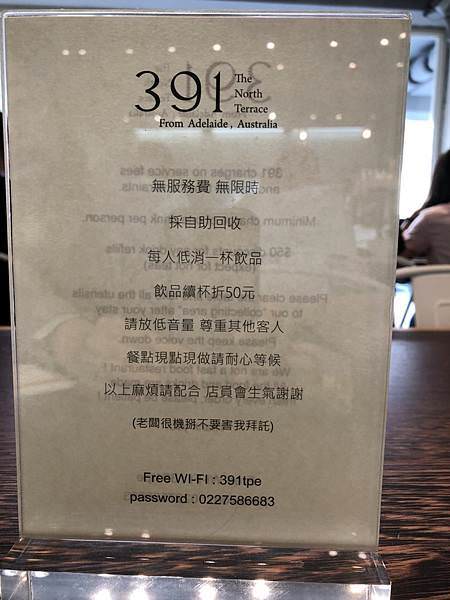 391 The
North
Terrace
From Adelaide, Australia
無服務費 無限時
採自助回收
每人低消一杯飲品
飲品續杯折50元
請放低音量 尊重其他客人
餐點現點現做請耐心等候
以上麻煩請配合 店員會生氣謝謝
(老闆很機掰不要害我拜託)
Free WI-FI : 391tpe
password : 0227586683